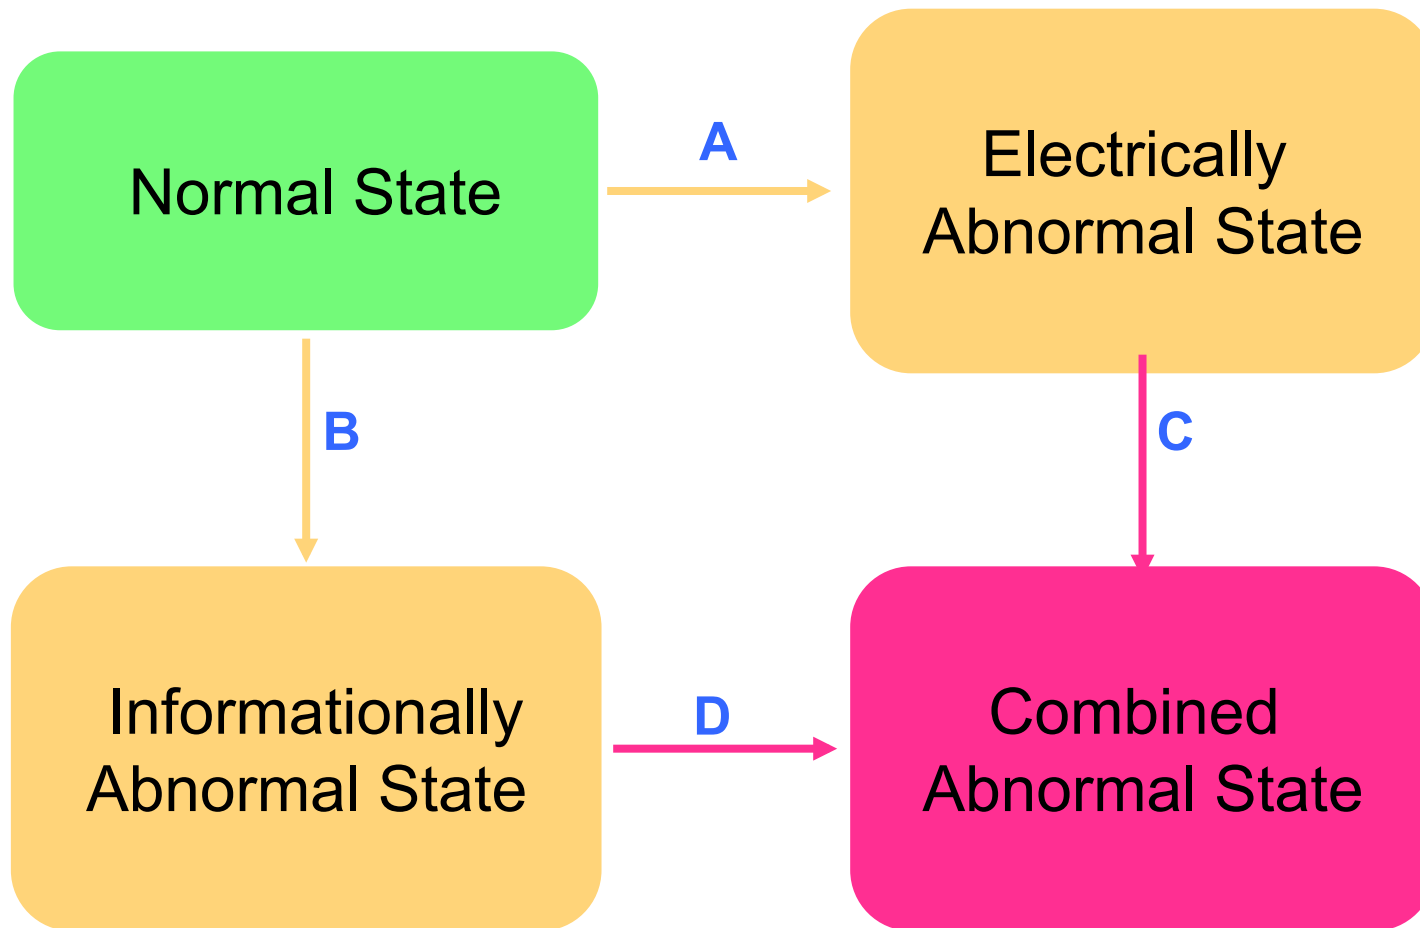 Normal State
A
Electrically
Abnormal State
B
C
Informationally
Abnormal State
D
Combined
Abnormal State